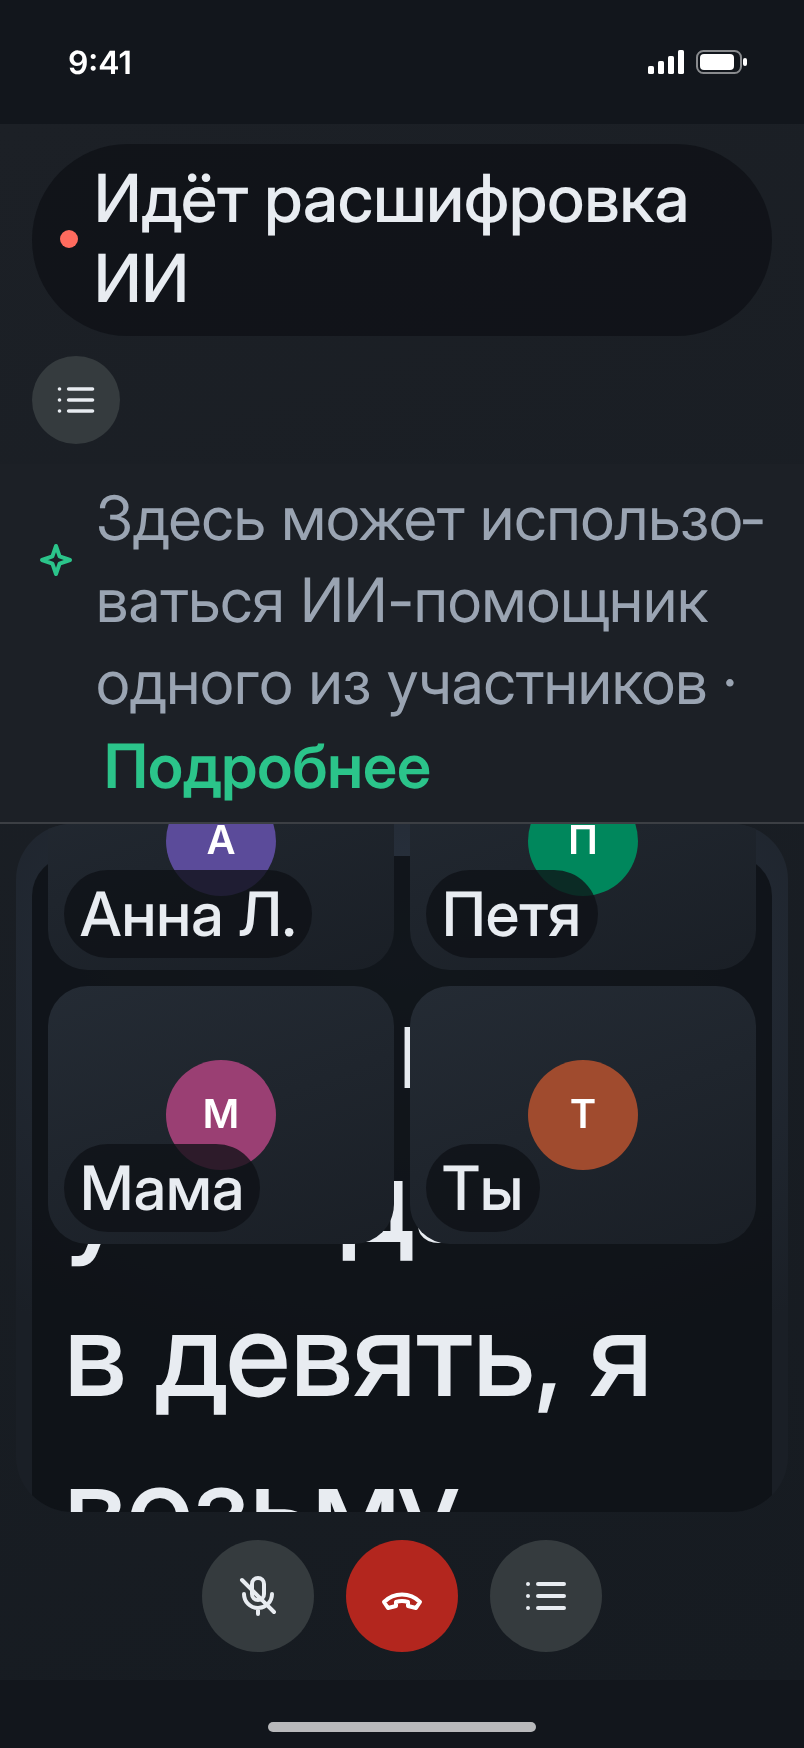 9:41
Идёт расшифровка
ИИ
Здесь может использо-
ваться ИИ-помощник
одного из участников ·
Подробнее
А
Анна Л.
П
Петя
М
Мама
Т
Ты
в девять, я
возьму